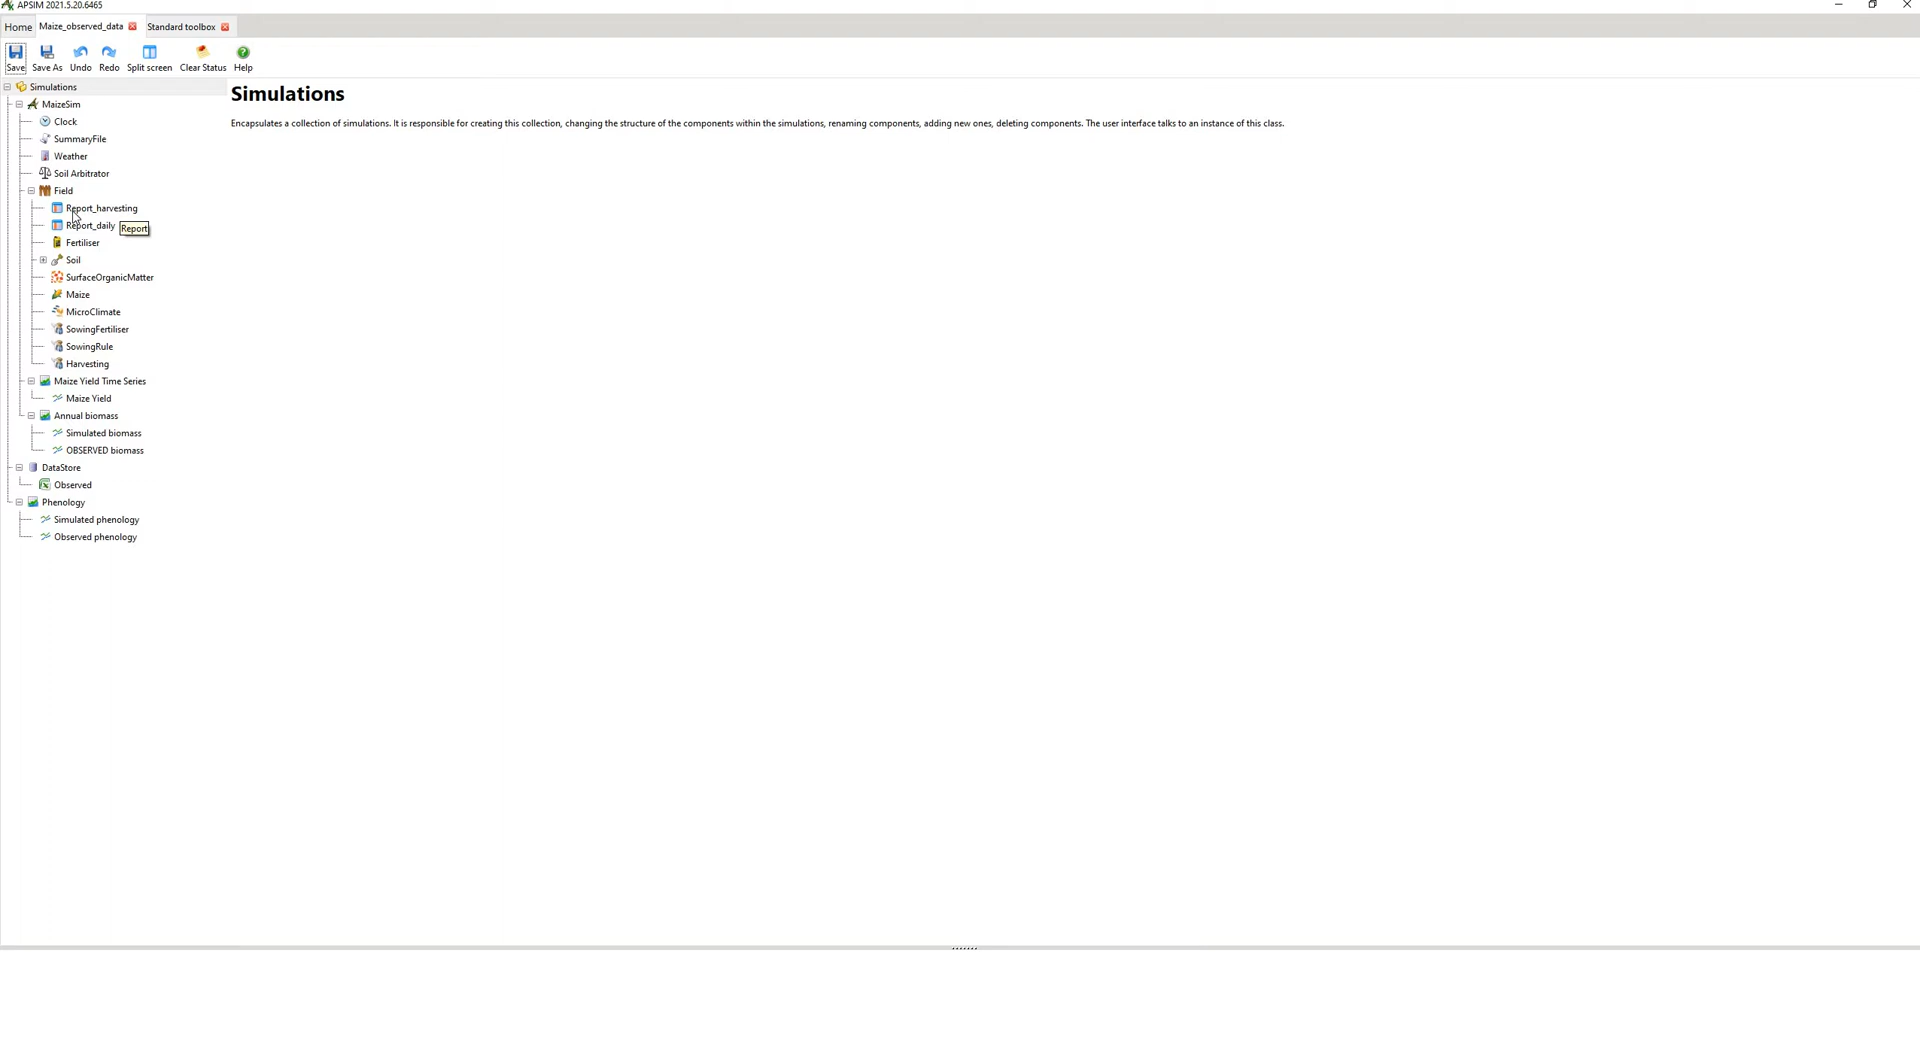 APSIM 2021.5.20.6465
Home Maize_observed_data Standard toolbox
Save Save As Undo Redo Split screen Clear Status Help
Simulations
MaizeSim
Clock
SummaryFile
Weather
Soil Arbitrator
Field
Report_harvesting
Report_daily
Report
Fertiliser
Soil
SurfaceOrganicMatter
Maize
MicroClimate
SowingFertiliser
SowingRule
Harvesting
Maize Yield Time Series
Maize Yield
Annual biomass
Simulated biomass
OBSERVED biomass
DataStore
Observed
Phenology
Simulated phenology
Observed phenology
Simulations
Encapsulates a collection of simulations. It is responsible for creating this collection, changing the structure of the components within the simulations, renaming components, adding new ones, deleting components. The user interface talks to an instance of this class.